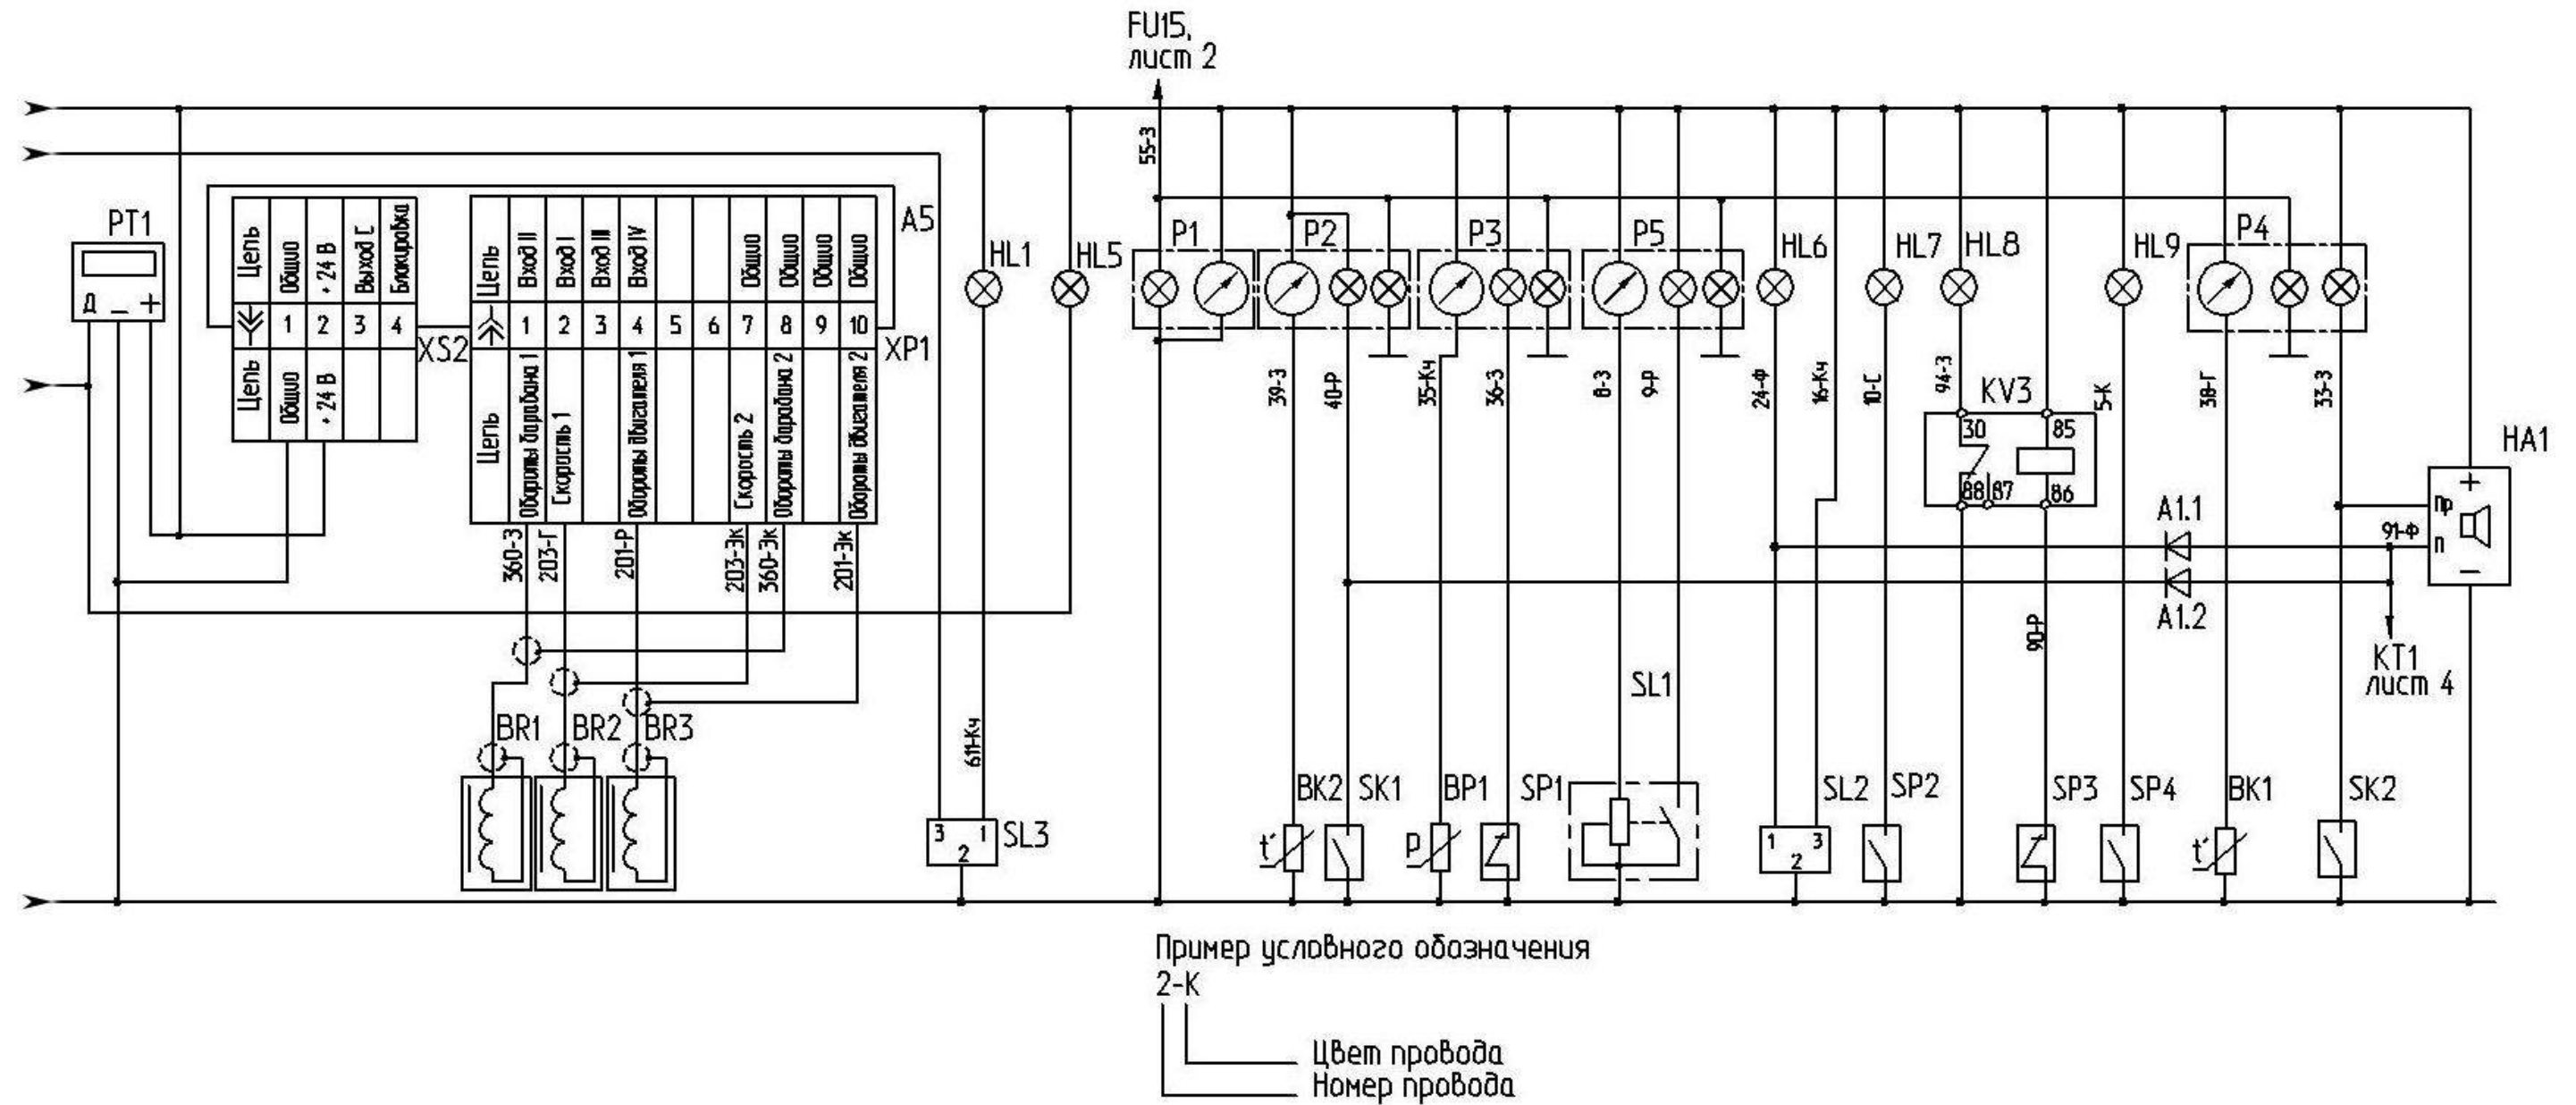 FU15,
лист 2
55-З
PT1
Д – +
Цепь
Общий
+ 24 В
Выход С
Блокировка
1 2 3 4
XS2
Цепь
Общий
+ 24 В
A5
Цепь
Вход II
Вход I
Вход III
Вход IV
Общий
Общий
Общий
Общий
1 2 3 4 5 6 7 8 9 10
XP1
Цепь
Обороты барабана 1
Скорость 1
Обороты двигателя 1
Скорость 2
Обороты барабана 2
Обороты двигателя 2
360-З
203-Г
201-Р
203-Эк
360-Эк
201-Эк
BR1
BR2
BR3
HL1
HL5
611-Кч
3 1
2
SL3
P1
P2
P3
P5
HL6
HL7
HL8
HL9
P4
39-З
40-Р
35-Кч
36-З
8-З
9-Р
24-Ф
16-Кч
10-С
94-З
KV3
30
85
88 87
86
5-К
38-Г
33-З
HA1
+
Пр
П
–
91-Ф
A1.1
A1.2
90-Р
KT1
лист 4
SL1
BK2
SK1
BP1
SP1
SL2
SP2
SP3
SP4
BK1
SK2
t°
P
1 3
2
t°
Пример условного обозначения
2-К
Цвет провода
Номер провода